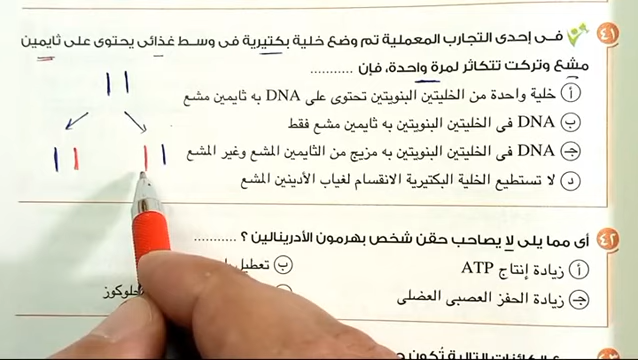 ٤١ فى إحدى التجارب المعملية تم وضع خلية بكتيرية فى وسط غذائى يحتوى على ثايمين
مشع وتركت تتكاثر لمرة واحدة، فإن ..........
أ خلية واحدة من الخليتين البنويتين تحتوى على DNA به ثايمين مشع
ب DNA فى الخليتين البنويتين به ثايمين مشع فقط
جـ DNA فى الخليتين البنويتين به مزيج من الثايمين المشع وغير المشع
د لا تستطيع الخلية البكتيرية الانقسام لغياب الأدينين المشع
٤٢ أى مما يلى لا يصاحب حقن شخص بهرمون الأدرينالين ؟ ..........
أ زيادة إنتاج ATP
ب تعطيل
جـ زيادة الحفز العصبى العضلى